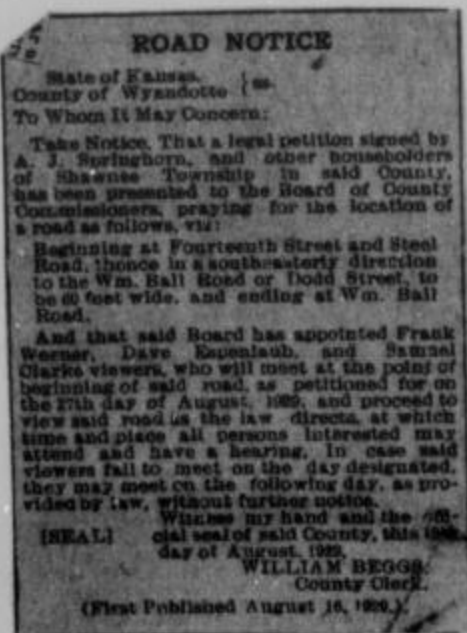 ROAD NOTICE
State of Kansas,
County of Wyandotte } ss.
To Whom It May Concern:
Take Notice, That a legal petition signed by
A. J. Springhorn, and other householders
of Shawnee Township in said County,
has been presented to the Board of County
Commissioners, praying for the location of
a road as follows, viz:
Beginning at Fourteenth Street and Steel
Road, thence in a southeasterly direction
to the Wm. Ball Road or Dodd Street, to
be 60 feet wide, and ending at Wm. Ball
Road.
And that said Board has appointed Frank
Werner, Dave Espenlaub, and Samuel
Clarke viewers, who will meet at the point of
beginning of said road, as petitioned for on
the 27th day of August, 1929, and proceed to
view said road as the law directs, at which
time and place all persons interested may
attend and have a hearing. In case said
viewers fail to meet on the day designated,
they may meet on the following day, as pro-
vided by law, without further notice.
Witness my hand and the offi-
[SEAL] cial seal of said County, this
day of August, 1929.
WILLIAM BEGGS,
County Clerk.
(First Published August 16, 1929.)